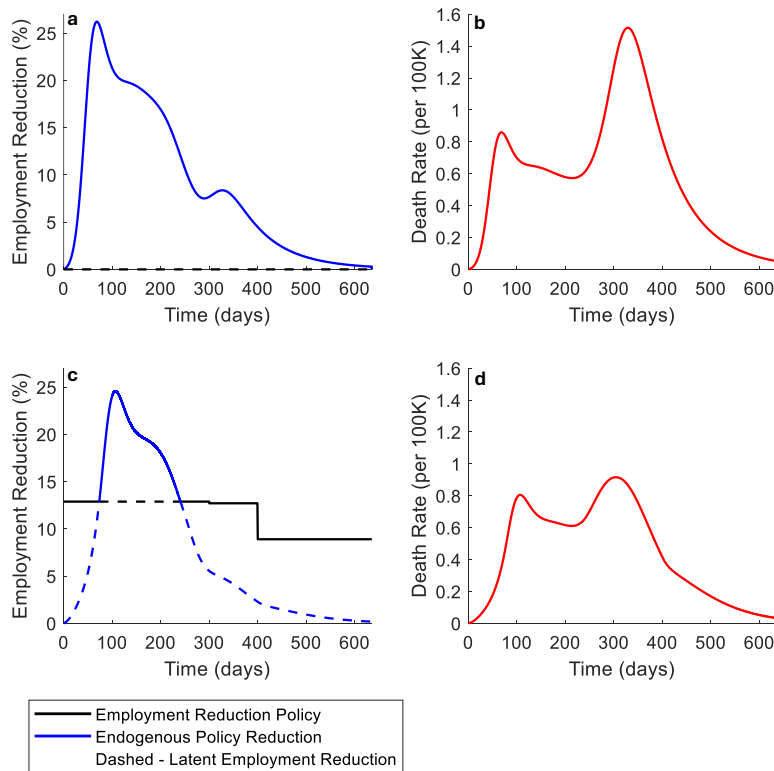 a
Employment Reduction (%)
25
20
15
10
5
0
0 100 200 300 400 500 600
Time (days)
b
Death Rate (per 100K)
1.6
1.4
1.2
1
0.8
0.6
0.4
0.2
0
0 100 200 300 400 500 600
Time (days)
c
Employment Reduction (%)
25
20
15
10
5
0
0 100 200 300 400 500 600
Time (days)
d
Death Rate (per 100K)
1.6
1.4
1.2
1
0.8
0.6
0.4
0.2
0
0 100 200 300 400 500 600
Time (days)
Employment Reduction Policy
Endogenous Policy Reduction
Dashed - Latent Employment Reduction